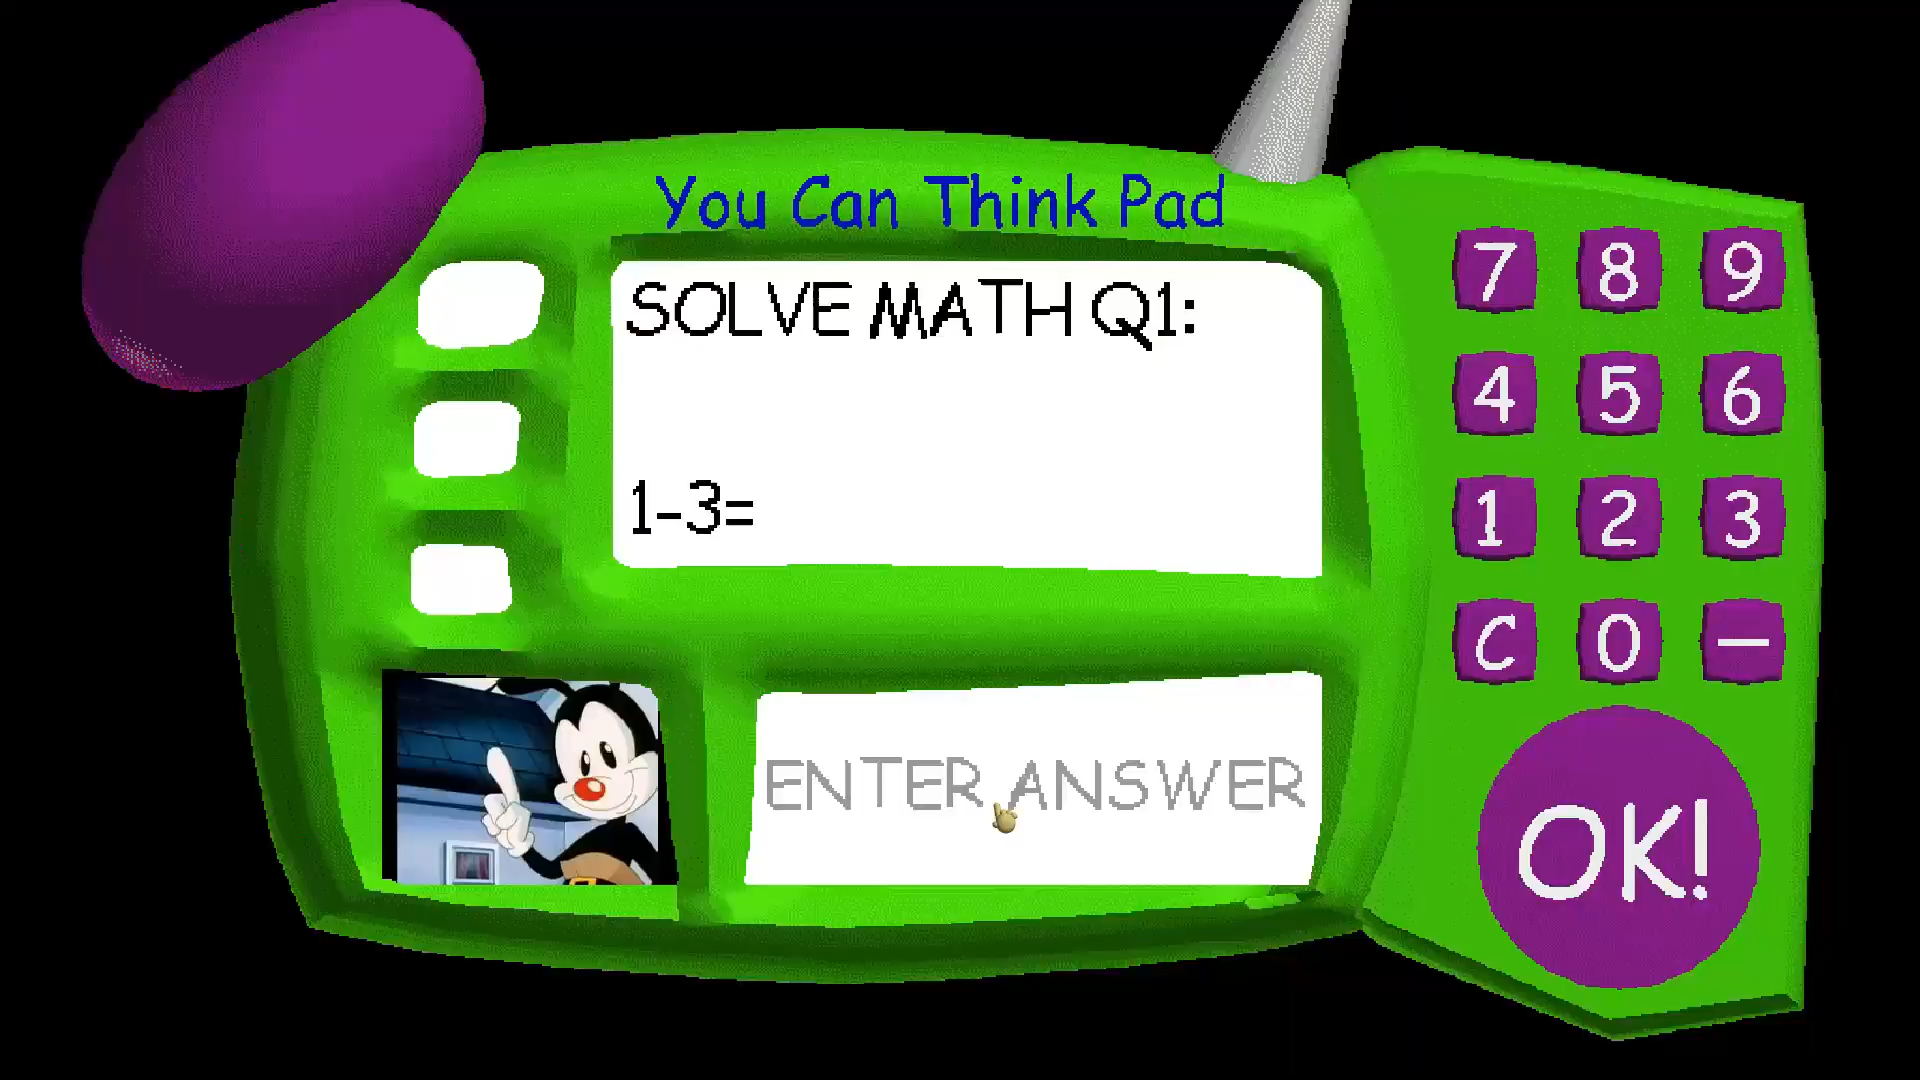 You Can Think Pad
SOLVE MATH Q1:
1-3=
ENTER ANSWER
7 8 9
4 5 6
1 2 3
C 0 −
OK!